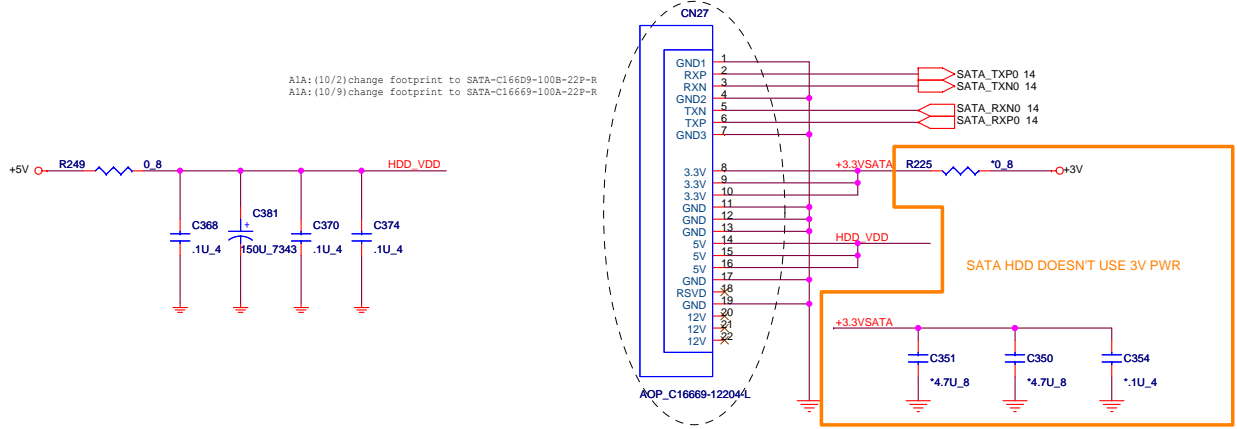 CN27
A1A:(10/2)change footprint to SATA-C166D9-100B-22P-R
A1A:(10/9)change footprint to SATA-C16669-100A-22P-R
GND1 1
RXP 2 SATA_TXP0 14
RXN 3 SATA_TXN0 14
GND2 4
TXN 5 SATA_RXN0 14
TXP 6 SATA_RXP0 14
GND3 7
3.3V 8
3.3V 9
3.3V 10
GND 11
GND 12
GND 13
5V 14
5V 15
5V 16
GND 17
RSVD 18
GND 19
12V 20
12V 21
12V 22
AOP_C16669-12204-L
+5V R249 0_8 HDD_VDD
C368 .1U_4
C381 + 150U_7343
C370 .1U_4
C374 .1U_4
+3.3VSATA R225 *0_8 +3V
HDD_VDD
SATA HDD DOESN'T USE 3V PWR
+3.3VSATA
C351 *4.7U_8
C350 *4.7U_8
C354 *.1U_4